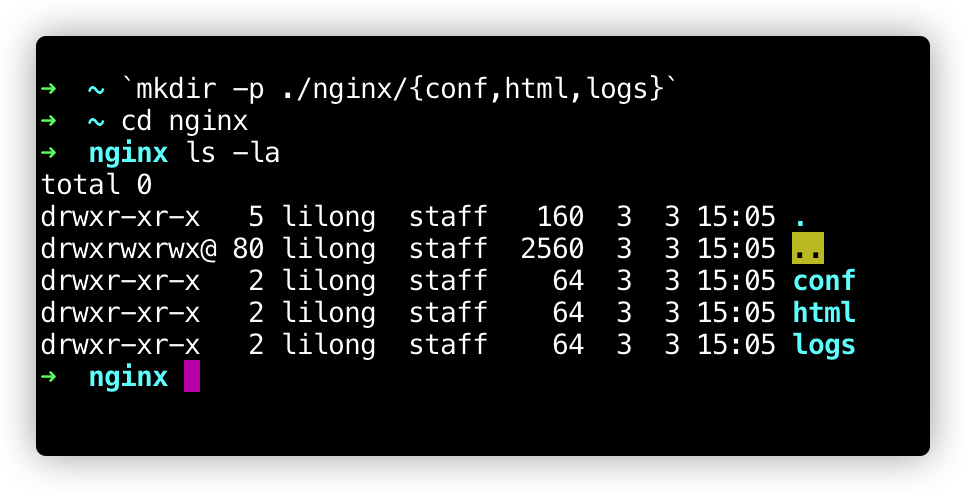 ➜  ~ `mkdir -p ./nginx/{conf,html,logs}`
➜  ~ cd nginx
➜  nginx ls -la
total 0
drwxr-xr-x   5 lilong  staff   160  3  3 15:05 .
drwxrwxrwx@ 80 lilong  staff  2560  3  3 15:05 ..
drwxr-xr-x   2 lilong  staff    64  3  3 15:05 conf
drwxr-xr-x   2 lilong  staff    64  3  3 15:05 html
drwxr-xr-x   2 lilong  staff    64  3  3 15:05 logs
➜  nginx